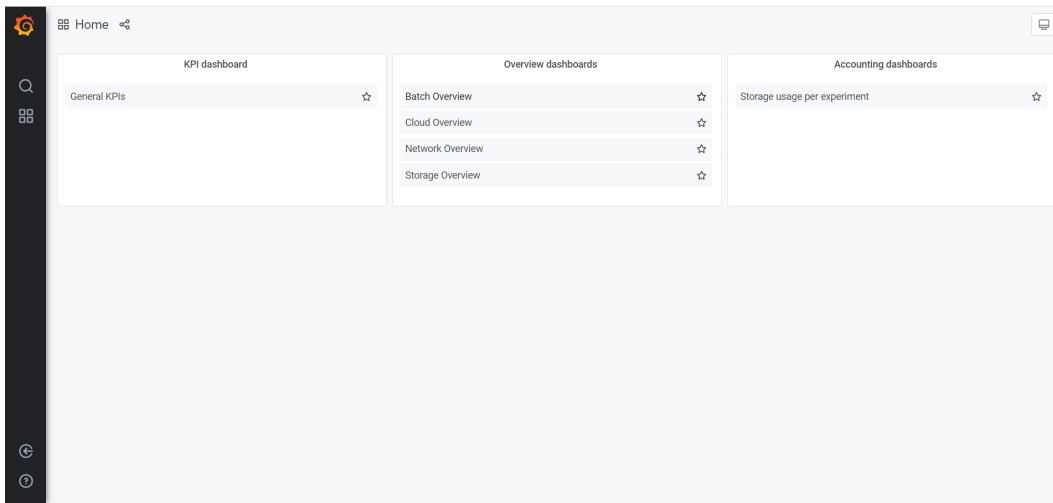 Home
KPI dashboard
General KPIs
Overview dashboards
Batch Overview
Cloud Overview
Network Overview
Storage Overview
Accounting dashboards
Storage usage per experiment